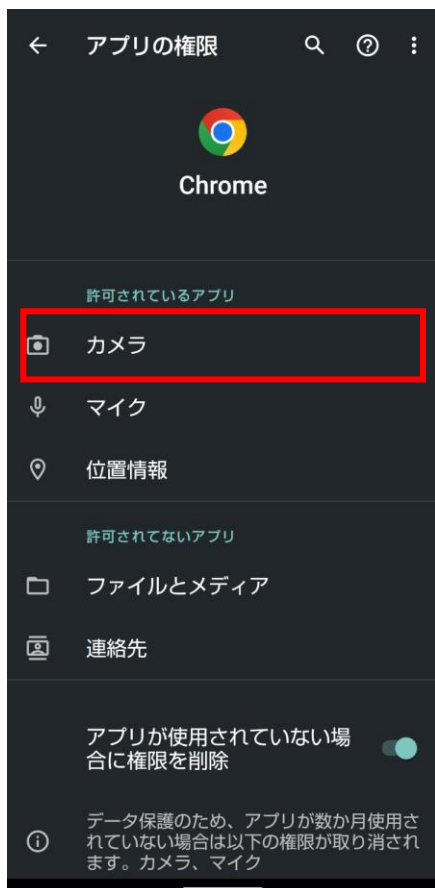 アプリの権限
Chrome
許可されているアプリ
カメラ
マイク
位置情報
許可されてないアプリ
ファイルとメディア
連絡先
アプリが使用されていない場
合に権限を削除
データ保護のため、アプリが数か月使用さ
れていない場合は以下の権限が取り消され
ます。カメラ、マイク